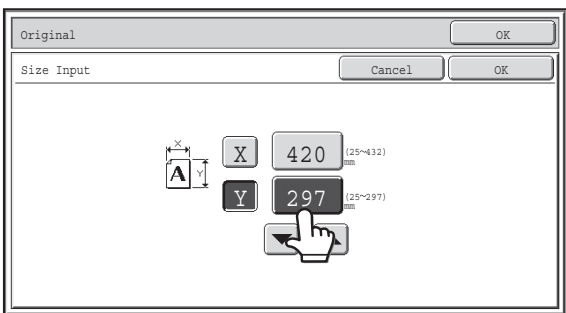 Original OK
Size Input Cancel OK
X
X 420 (25~432)
mm
A Y
Y 297 (25~297)
mm